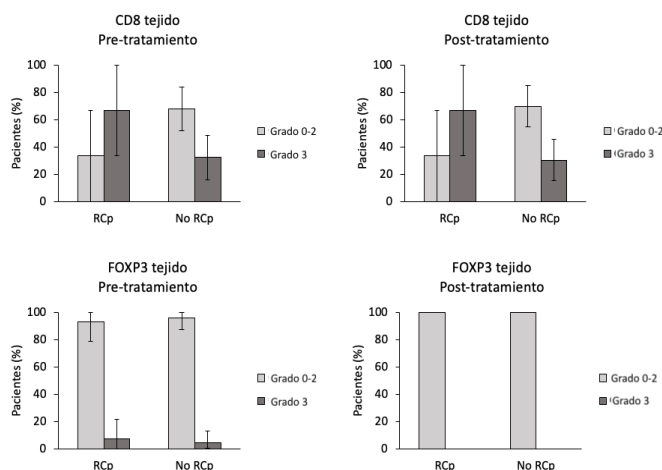 CD8 tejido
Pre-tratamiento
Pacientes (%)
100
80
60
40
20
0
RCp
No RCp
Grado 0-2
Grado 3
CD8 tejido
Post-tratamiento
Pacientes (%)
100
80
60
40
20
0
RCp
No RCp
Grado 0-2
Grado 3
FOXP3 tejido
Pre-tratamiento
Pacientes (%)
100
80
60
40
20
0
RCp
No RCp
Grado 0-2
Grado 3
FOXP3 tejido
Post-tratamiento
Pacientes (%)
100
80
60
40
20
0
RCp
No RCp
Grado 0-2
Grado 3